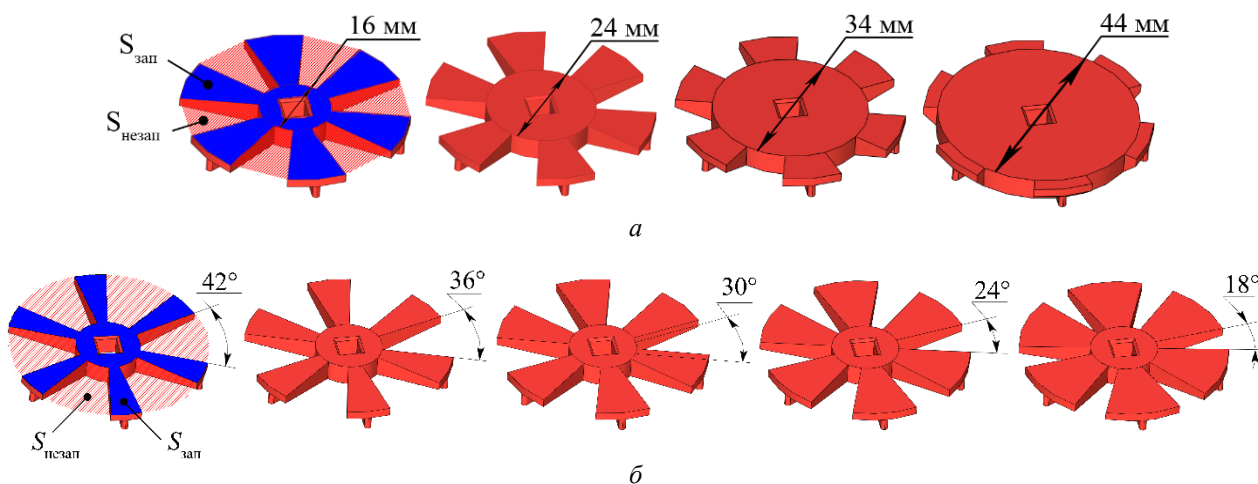 16 мм
24 мм
34 мм
44 мм
Sзап
Sнезап
а
42°
36°
30°
24°
18°
Sнезап
Sзап
б